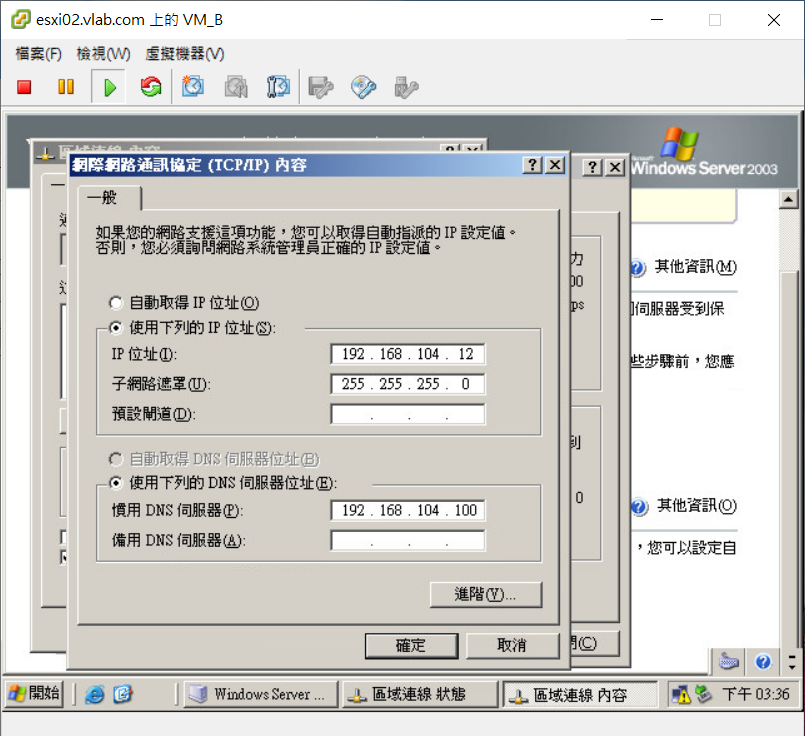 esxi02.vlab.com 上的 VM_B
檔案(F) 檢視(W) 虛擬機器(V)
區域連線 內容
Microsoft
Windows Server 2003
網際網路通訊協定 (TCP/IP) 內容
一般
如果您的網路支援這項功能，您可以取得自動指派的 IP 設定值。
否則，您必須詢問網路系統管理員正確的 IP 設定值。
自動取得 IP 位址(O)
使用下列的 IP 位址(S):
IP 位址(I): 192 . 168 . 104 . 12
子網路遮罩(U): 255 . 255 . 255 . 0
預設閘道(D): . . .
自動取得 DNS 伺服器位址(B)
使用下列的 DNS 伺服器位址(E):
慣用 DNS 伺服器(P): 192 . 168 . 104 . 100
備用 DNS 伺服器(A): . . .
進階(V)...
確定 取消
力
00
ps
到
0
(C)
其他資訊(M)
伺服器受到保
些步驟前，您應
其他資訊(O)
，您可以設定自
開始 Windows Server ... 區域連線 狀態 區域連線 內容 下午 03:36